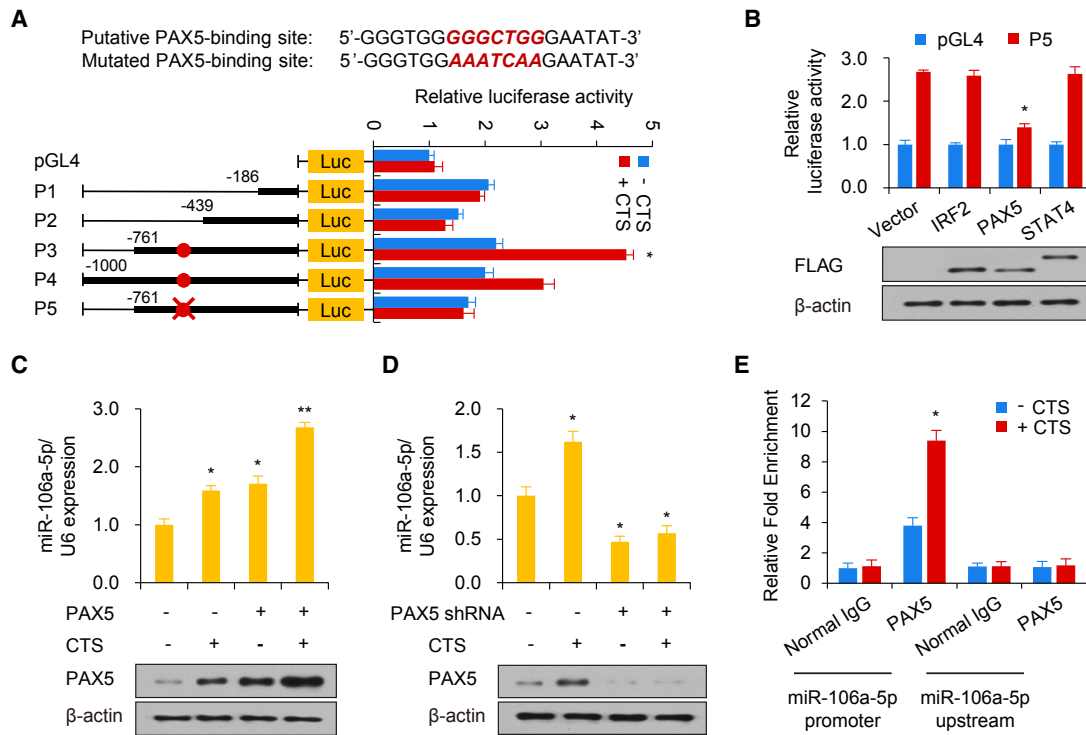 A
Putative PAX5-binding site: 5'-GGGTGGGGGCTGGGAATAT-3'
Mutated PAX5-binding site: 5'-GGGTGGAAATCAAGAATAT-3'
Relative luciferase activity
0 1 2 3 4 5
- CTS
+ CTS
pGL4 Luc
P1 -186 Luc
P2 -439 Luc
P3 -761 Luc *
P4 -1000 Luc
P5 -761 Luc
B
pGL4 P5
Relative
luciferase activity
3.0
2.0
1.0
0.0
*
Vector IRF2 PAX5 STAT4
FLAG
β-actin
C
miR-106a-5p/
U6 expression
3.0
2.0
1.0
0.0
* * **
PAX5 - - + +
CTS - + - +
PAX5
β-actin
D
miR-106a-5p/
U6 expression
2.0
1.5
1.0
0.5
0.0
* * *
PAX5 shRNA - - + +
CTS - + - +
PAX5
β-actin
E
- CTS
+ CTS
Relative Fold Enrichment
12
10
8
6
4
2
0
*
Normal IgG PAX5 Normal IgG PAX5
miR-106a-5p
promoter
miR-106a-5p
upstream